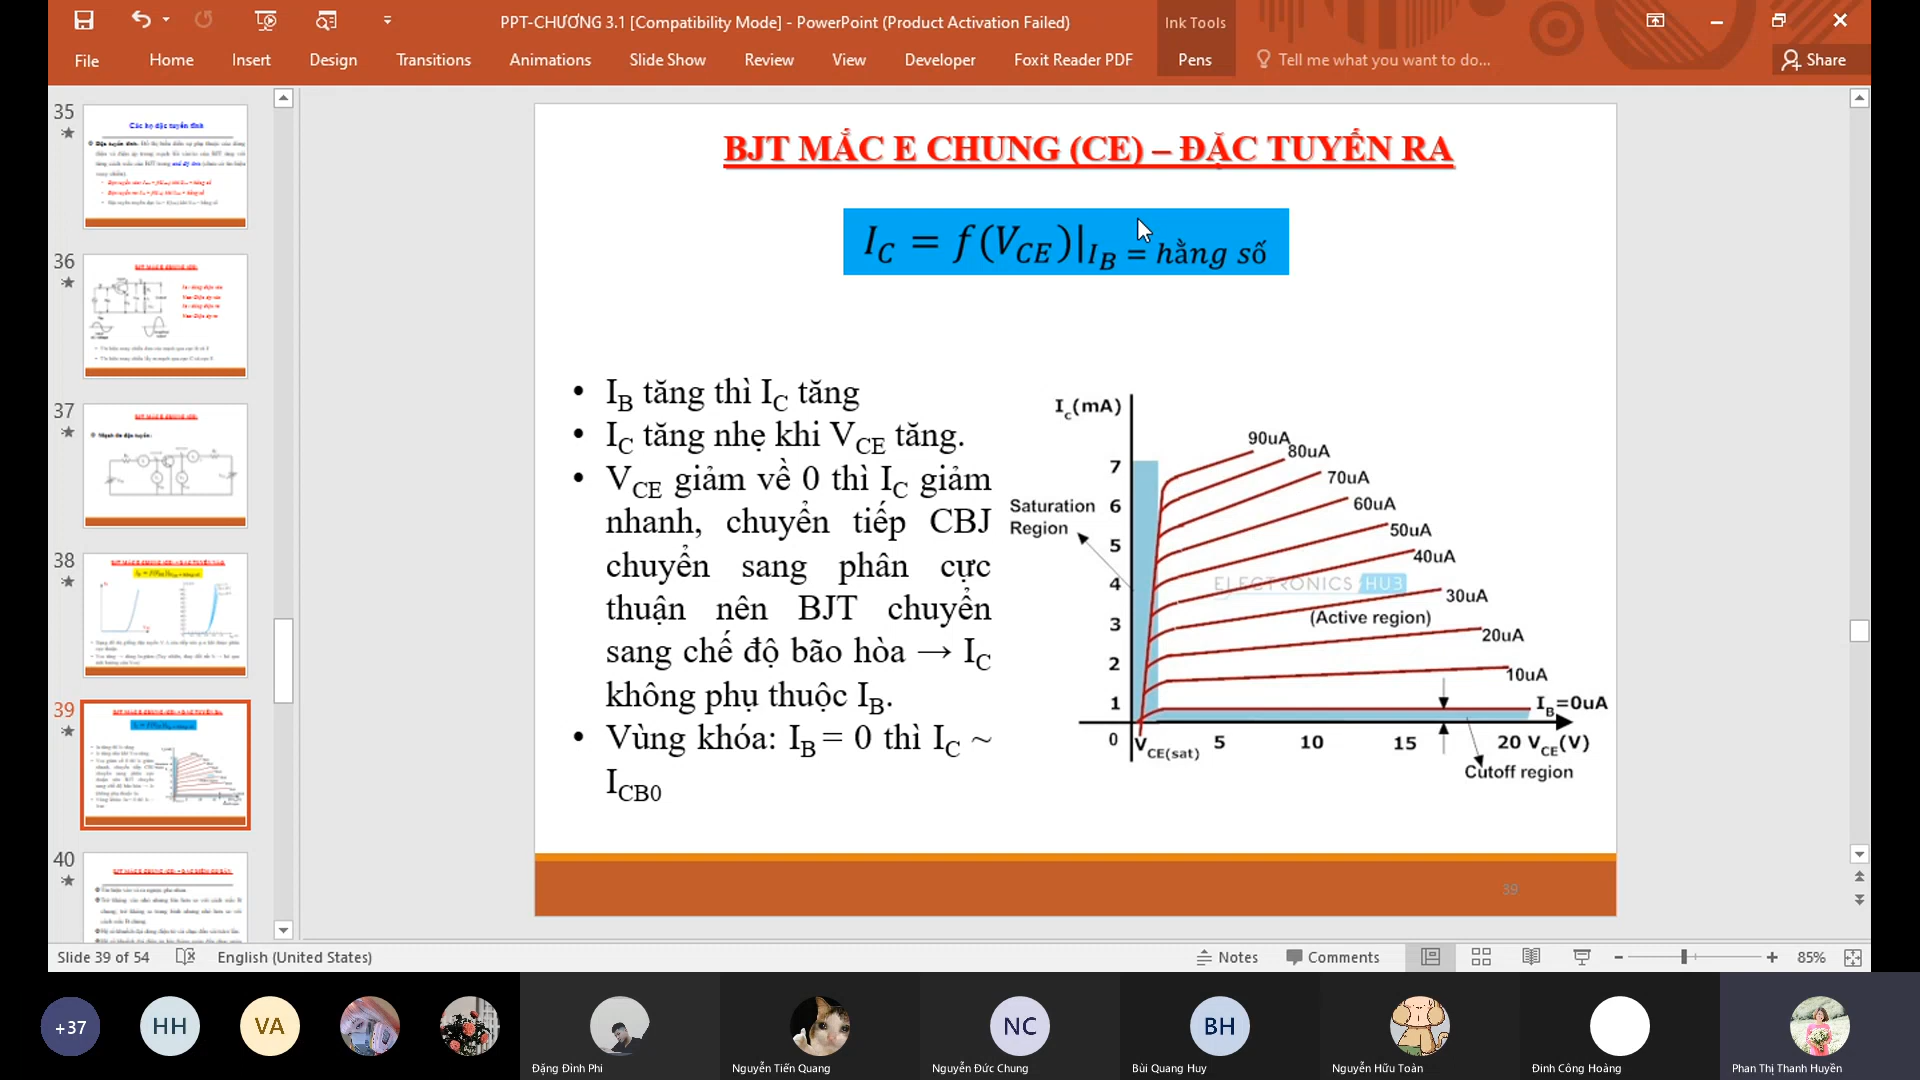 PPT-CHƯƠNG 3.1 [Compatibility Mode] - PowerPoint (Product Activation Failed)
Ink Tools
File Home Insert Design Transitions Animations Slide Show Review View Developer Foxit Reader PDF Pens Tell me what you want to do... Share
35
Các họ đặc tuyến tĩnh
36
37
38
39
40
BJT MẮC E CHUNG (CE) – ĐẶC TUYẾN RA
I_C = f(V_CE)|I_B = hằng số
• I_B tăng thì I_C tăng
• I_C tăng nhẹ khi V_CE tăng.
• V_CE giảm về 0 thì I_C giảm
nhanh, chuyển tiếp CBJ
chuyển sang phân cực
thuận nên BJT chuyển
sang chế độ bão hòa → I_C
không phụ thuộc I_B.
• Vùng khóa: I_B = 0 thì I_C ~
I_CB0
I_c(mA)
90uA
80uA
70uA
60uA
50uA
40uA
30uA
20uA
10uA
I_B=0uA
7
6
5
4
3
2
1
0
Saturation
Region
ELECTRONICS HUB
(Active region)
V_CE(sat) 5 10 15 20 V_CE(V)
Cutoff region
39
Slide 39 of 54 English (United States) Notes Comments 85%
+37 HH VA NC BH
Đặng Đình Phi Nguyễn Tiến Quang Nguyễn Đức Chung Bùi Quang Huy Nguyễn Hữu Toàn Đinh Công Hoàng Phan Thị Thanh Huyền